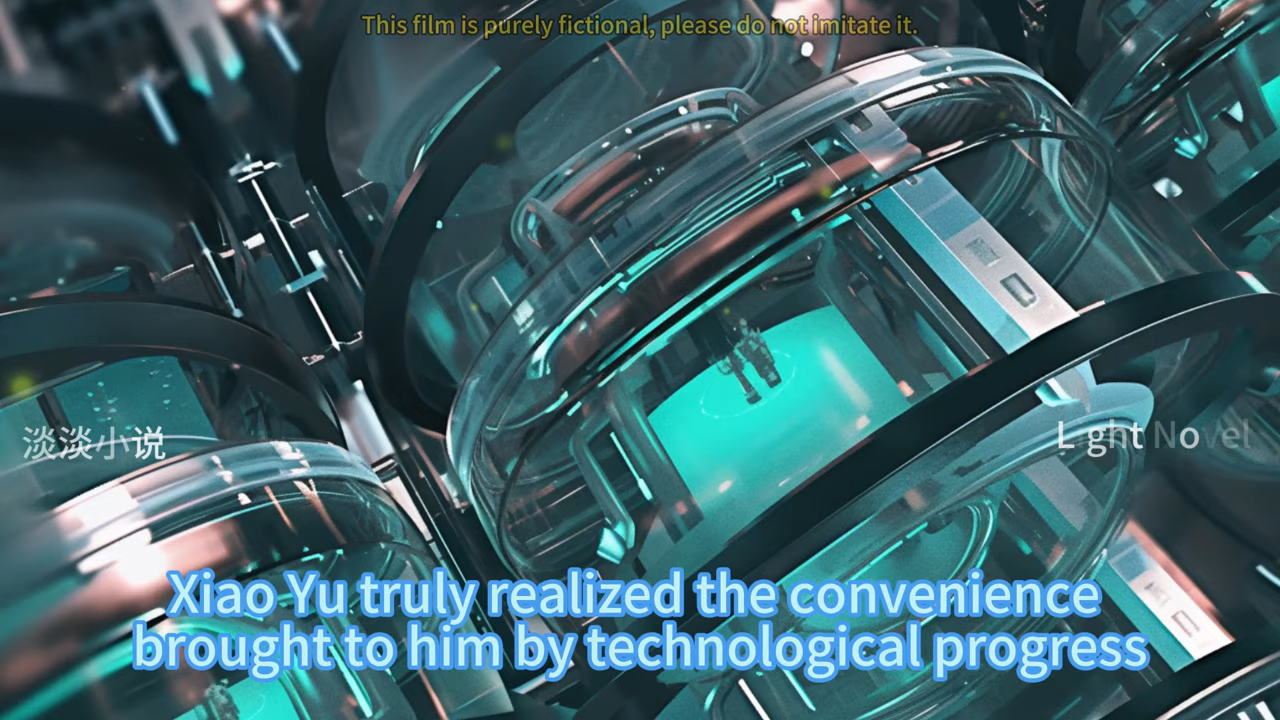 This film is purely fictional, please do not imitate it.
淡淡小说
Light Novel
Xiao Yu truly realized the convenience
brought to him by technological progress